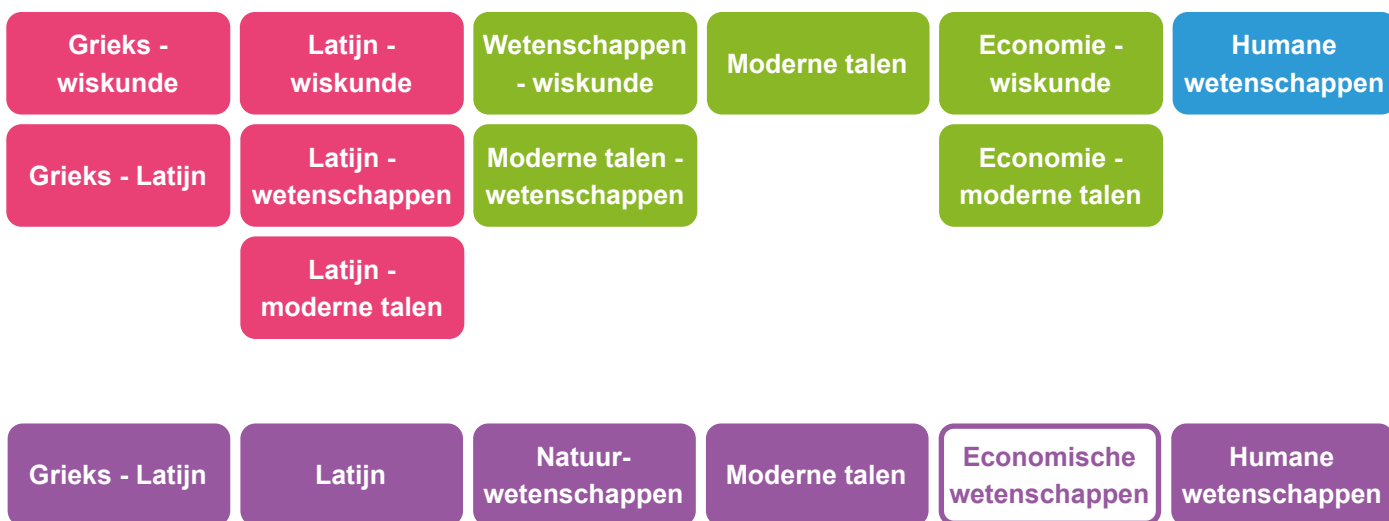 Grieks -
wiskunde
Latijn -
wiskunde
Wetenschappen
- wiskunde
Moderne talen
Economie -
wiskunde
Humane
wetenschappen
Grieks - Latijn
Latijn -
wetenschappen
Moderne talen -
wetenschappen
Economie -
moderne talen
Latijn -
moderne talen
Grieks - Latijn
Latijn
Natuur-
wetenschappen
Moderne talen
Economische
wetenschappen
Humane
wetenschappen